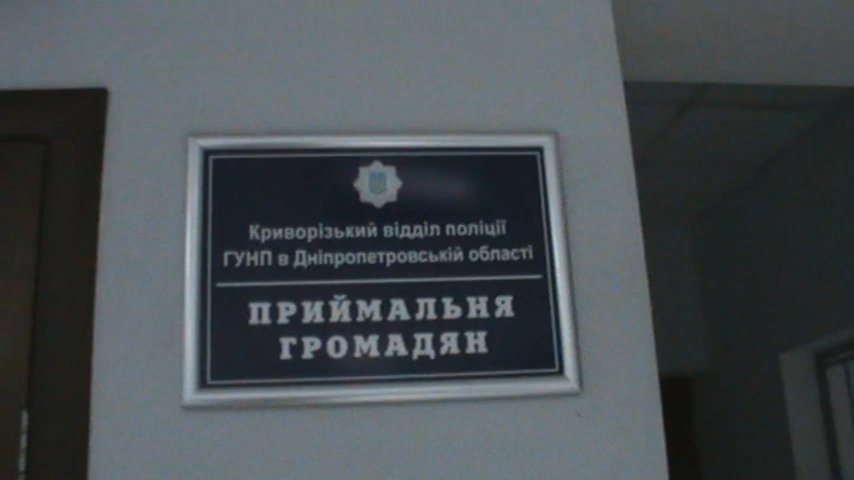 Криворізький відділ поліції
ГУНП в Дніпропетровській області
ПРИЙМАЛЬНЯ
ГРОМАДЯН